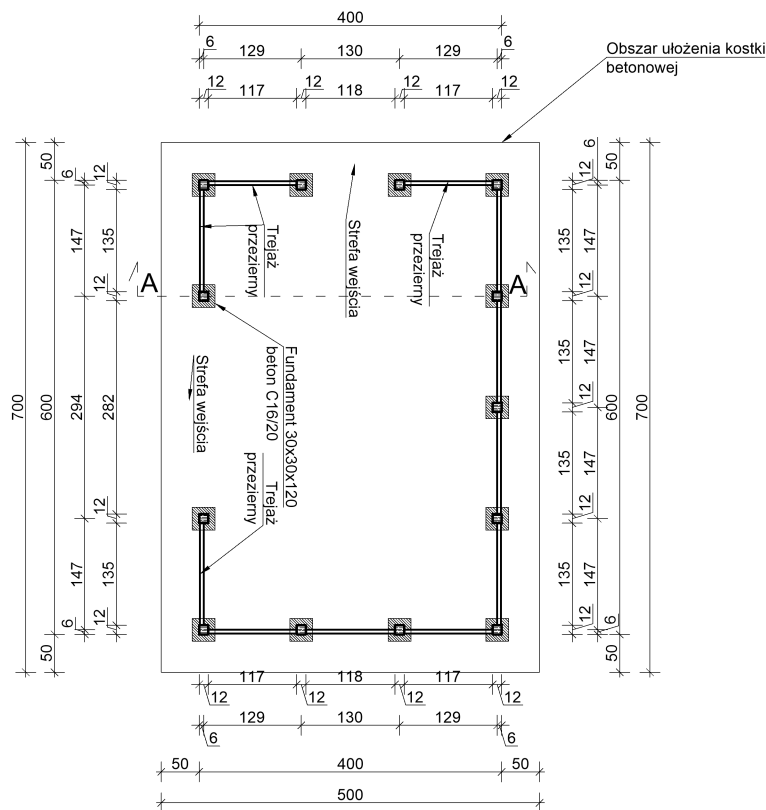 400
6 129 130 129 6
12 117 12 118 12 117 12
Obszar ułożenia kostki
betonowej
700
50 600 50
6 147 294 147 6
12 135 12 282 12 135 12
Trejaż
przezierny
Strefa wejścia
Trejaż
przezierny
A
A
Strefa wejścia
Fundament 30x30x120
beton C16/20
Trejaż
przezierny
12 135 12 135 12 135 12 135 12
6 147 147 147 147 6
50 600 50
700
117 118 117
12 12 12 12
129 130 129
6 6
50 400 50
500